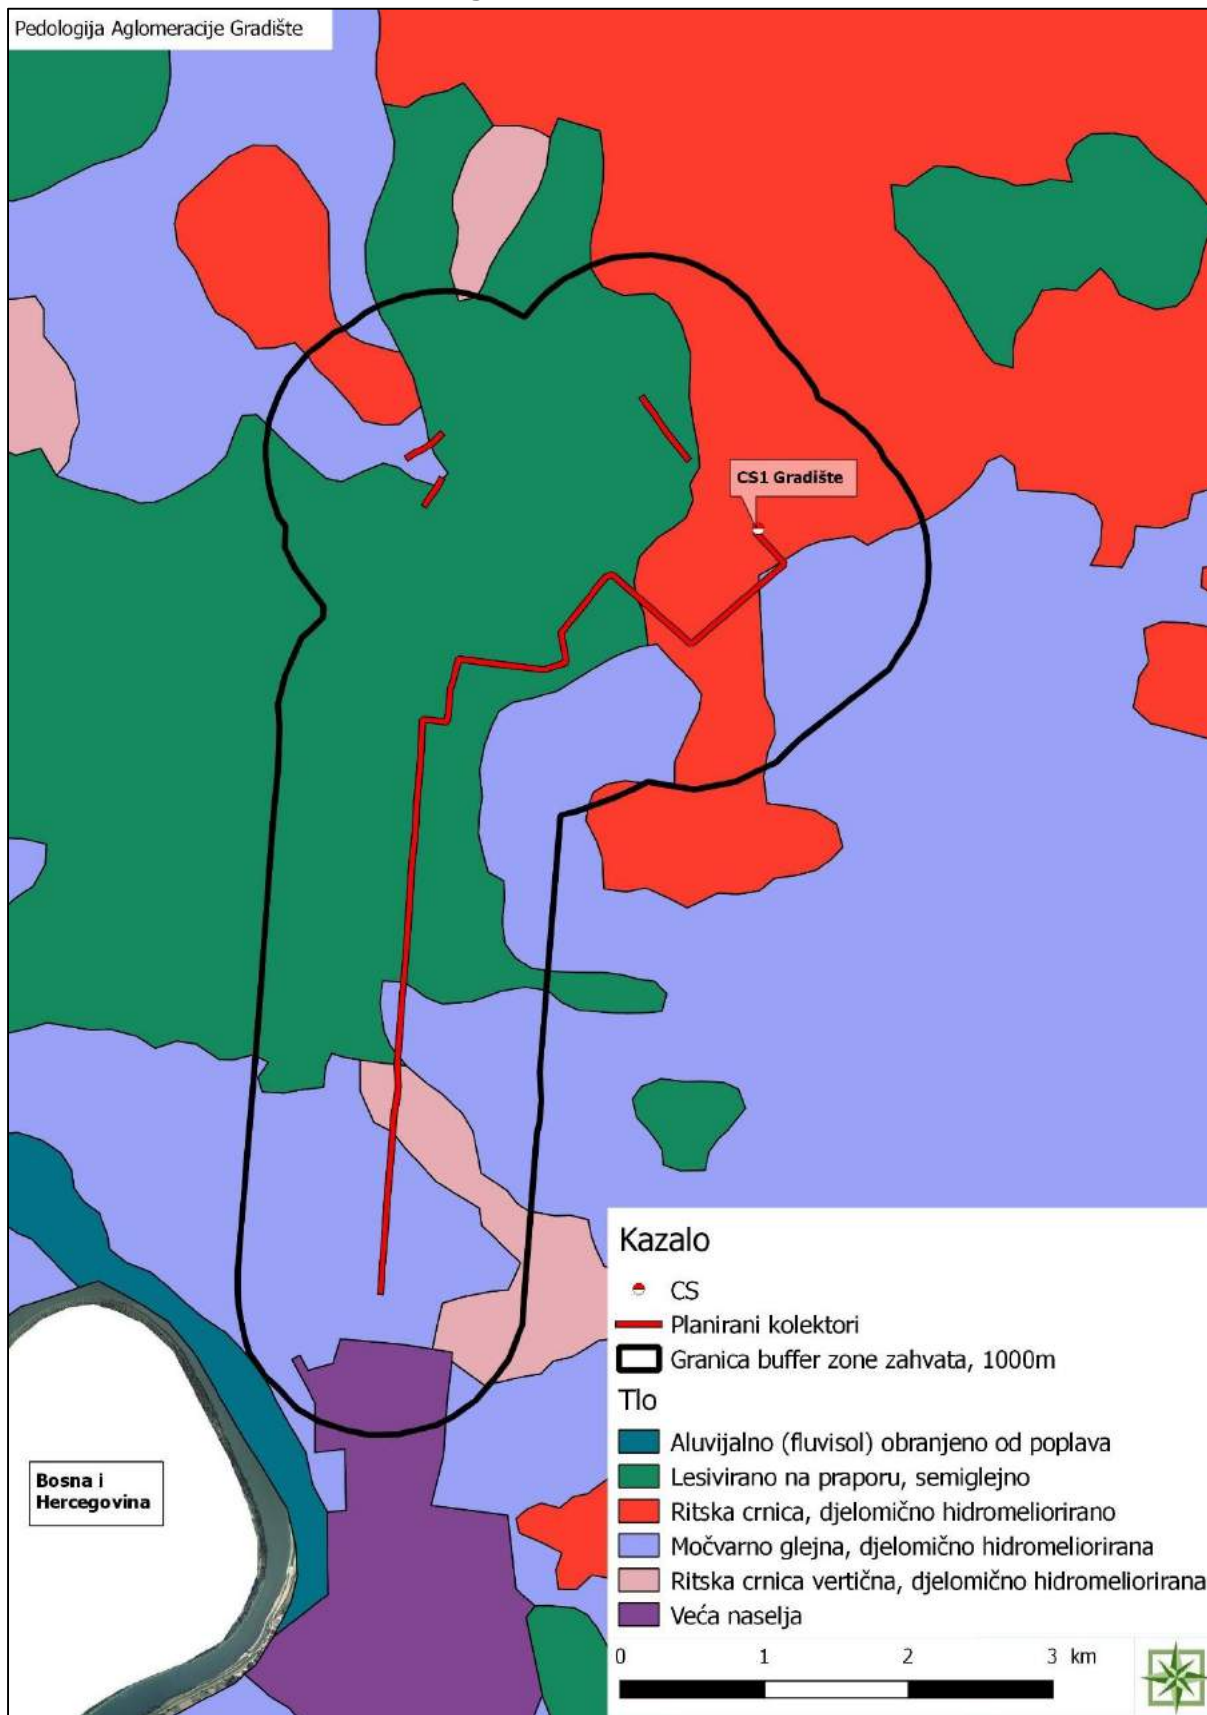 Pedologija Aglomeracije Gradište
CS1 Gradište
Bosna i
Hercegovina
Kazalo
CS
Planirani kolektori
Granica buffer zone zahvata, 1000m
Tlo
Aluvijalno (fluvisol) obranjeno od poplava
Lesivirano na praporu, semiglejno
Ritska crnica, djelomično hidromeliorirano
Močvarno glejna, djelomično hidromeliorirana
Ritska crnica vertična, djelomično hidromeliorirana
Veća naselja
0 1 2 3 km